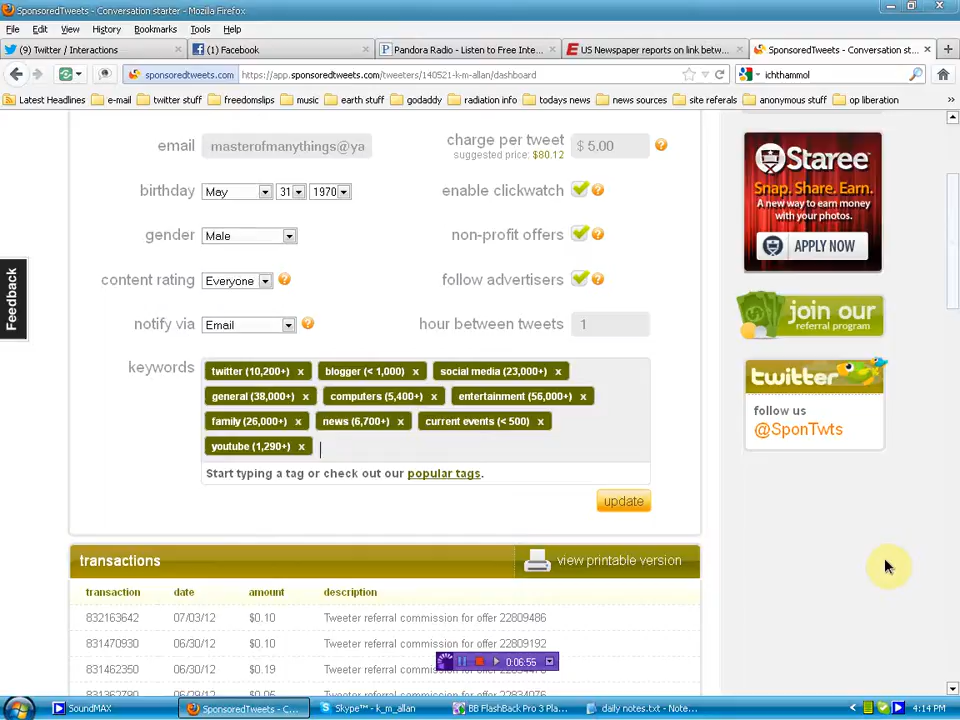 SponsoredTweets - Conversation starter - Mozilla Firefox
File Edit View History Bookmarks Tools Help
(9) Twitter / Interactions
(1) Facebook
Pandora Radio - Listen to Free Inte...
US Newspaper reports on link betw...
SponsoredTweets - Conversation st...
sponsoredtweets.com
https://app.sponsoredtweets.com/tweeters/140521-k-m-allan/dashboard
ichthammol
Latest Headlines e-mail twitter stuff freedomslips music earth stuff godaddy radiation info todays news news sources site referals anonymous stuff op liberation
email masterofmanythings@ya
charge per tweet $ 5.00
suggested price: $80.12
birthday May 31 1970
enable clickwatch
gender Male
non-profit offers
content rating Everyone
follow advertisers
notify via Email
hour between tweets 1
keywords
twitter (10,200+) x blogger (< 1,000) x social media (23,000+) x
general (38,000+) x computers (5,400+) x entertainment (56,000+) x
family (26,000+) x news (6,700+) x current events (< 500) x
youtube (1,290+) x
Start typing a tag or check out our popular tags.
update
transactions
view printable version
transaction date amount description
832163642 07/03/12 $0.10 Tweeter referral commission for offer 22809486
831470930 06/30/12 $0.10 Tweeter referral commission for offer 22809192
831462350 06/30/12 $0.19 Tweeter referral commission
0:06:55
Feedback
Staree
Snap. Share. Earn.
A new way to earn money
with your photos.
APPLY NOW
join our
referral program
twitter
follow us
@SponTwts
SoundMAX
SponsoredTweets - C...
Skype™ - k_m_allan
BB FlashBack Pro 3 Pla...
daily notes.txt - Note...
4:14 PM